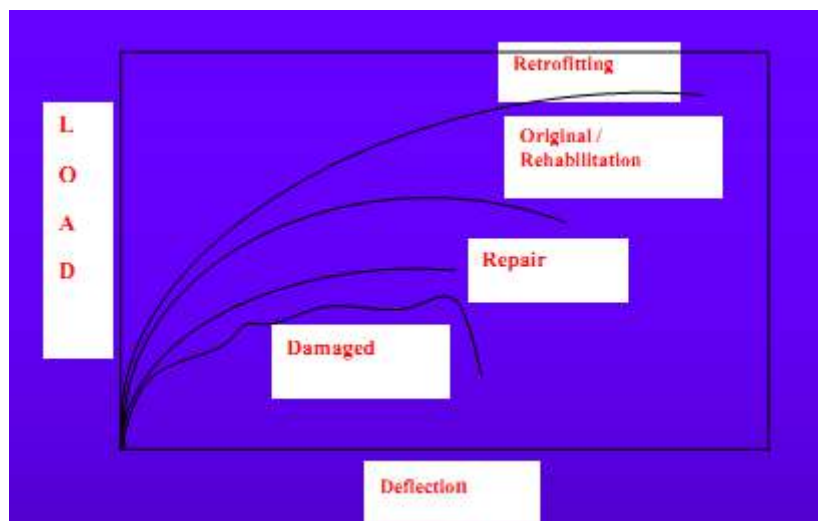 Retrofitting
L
O
A
D
Original /
Rehabilitation
Repair
Damaged
Deflection